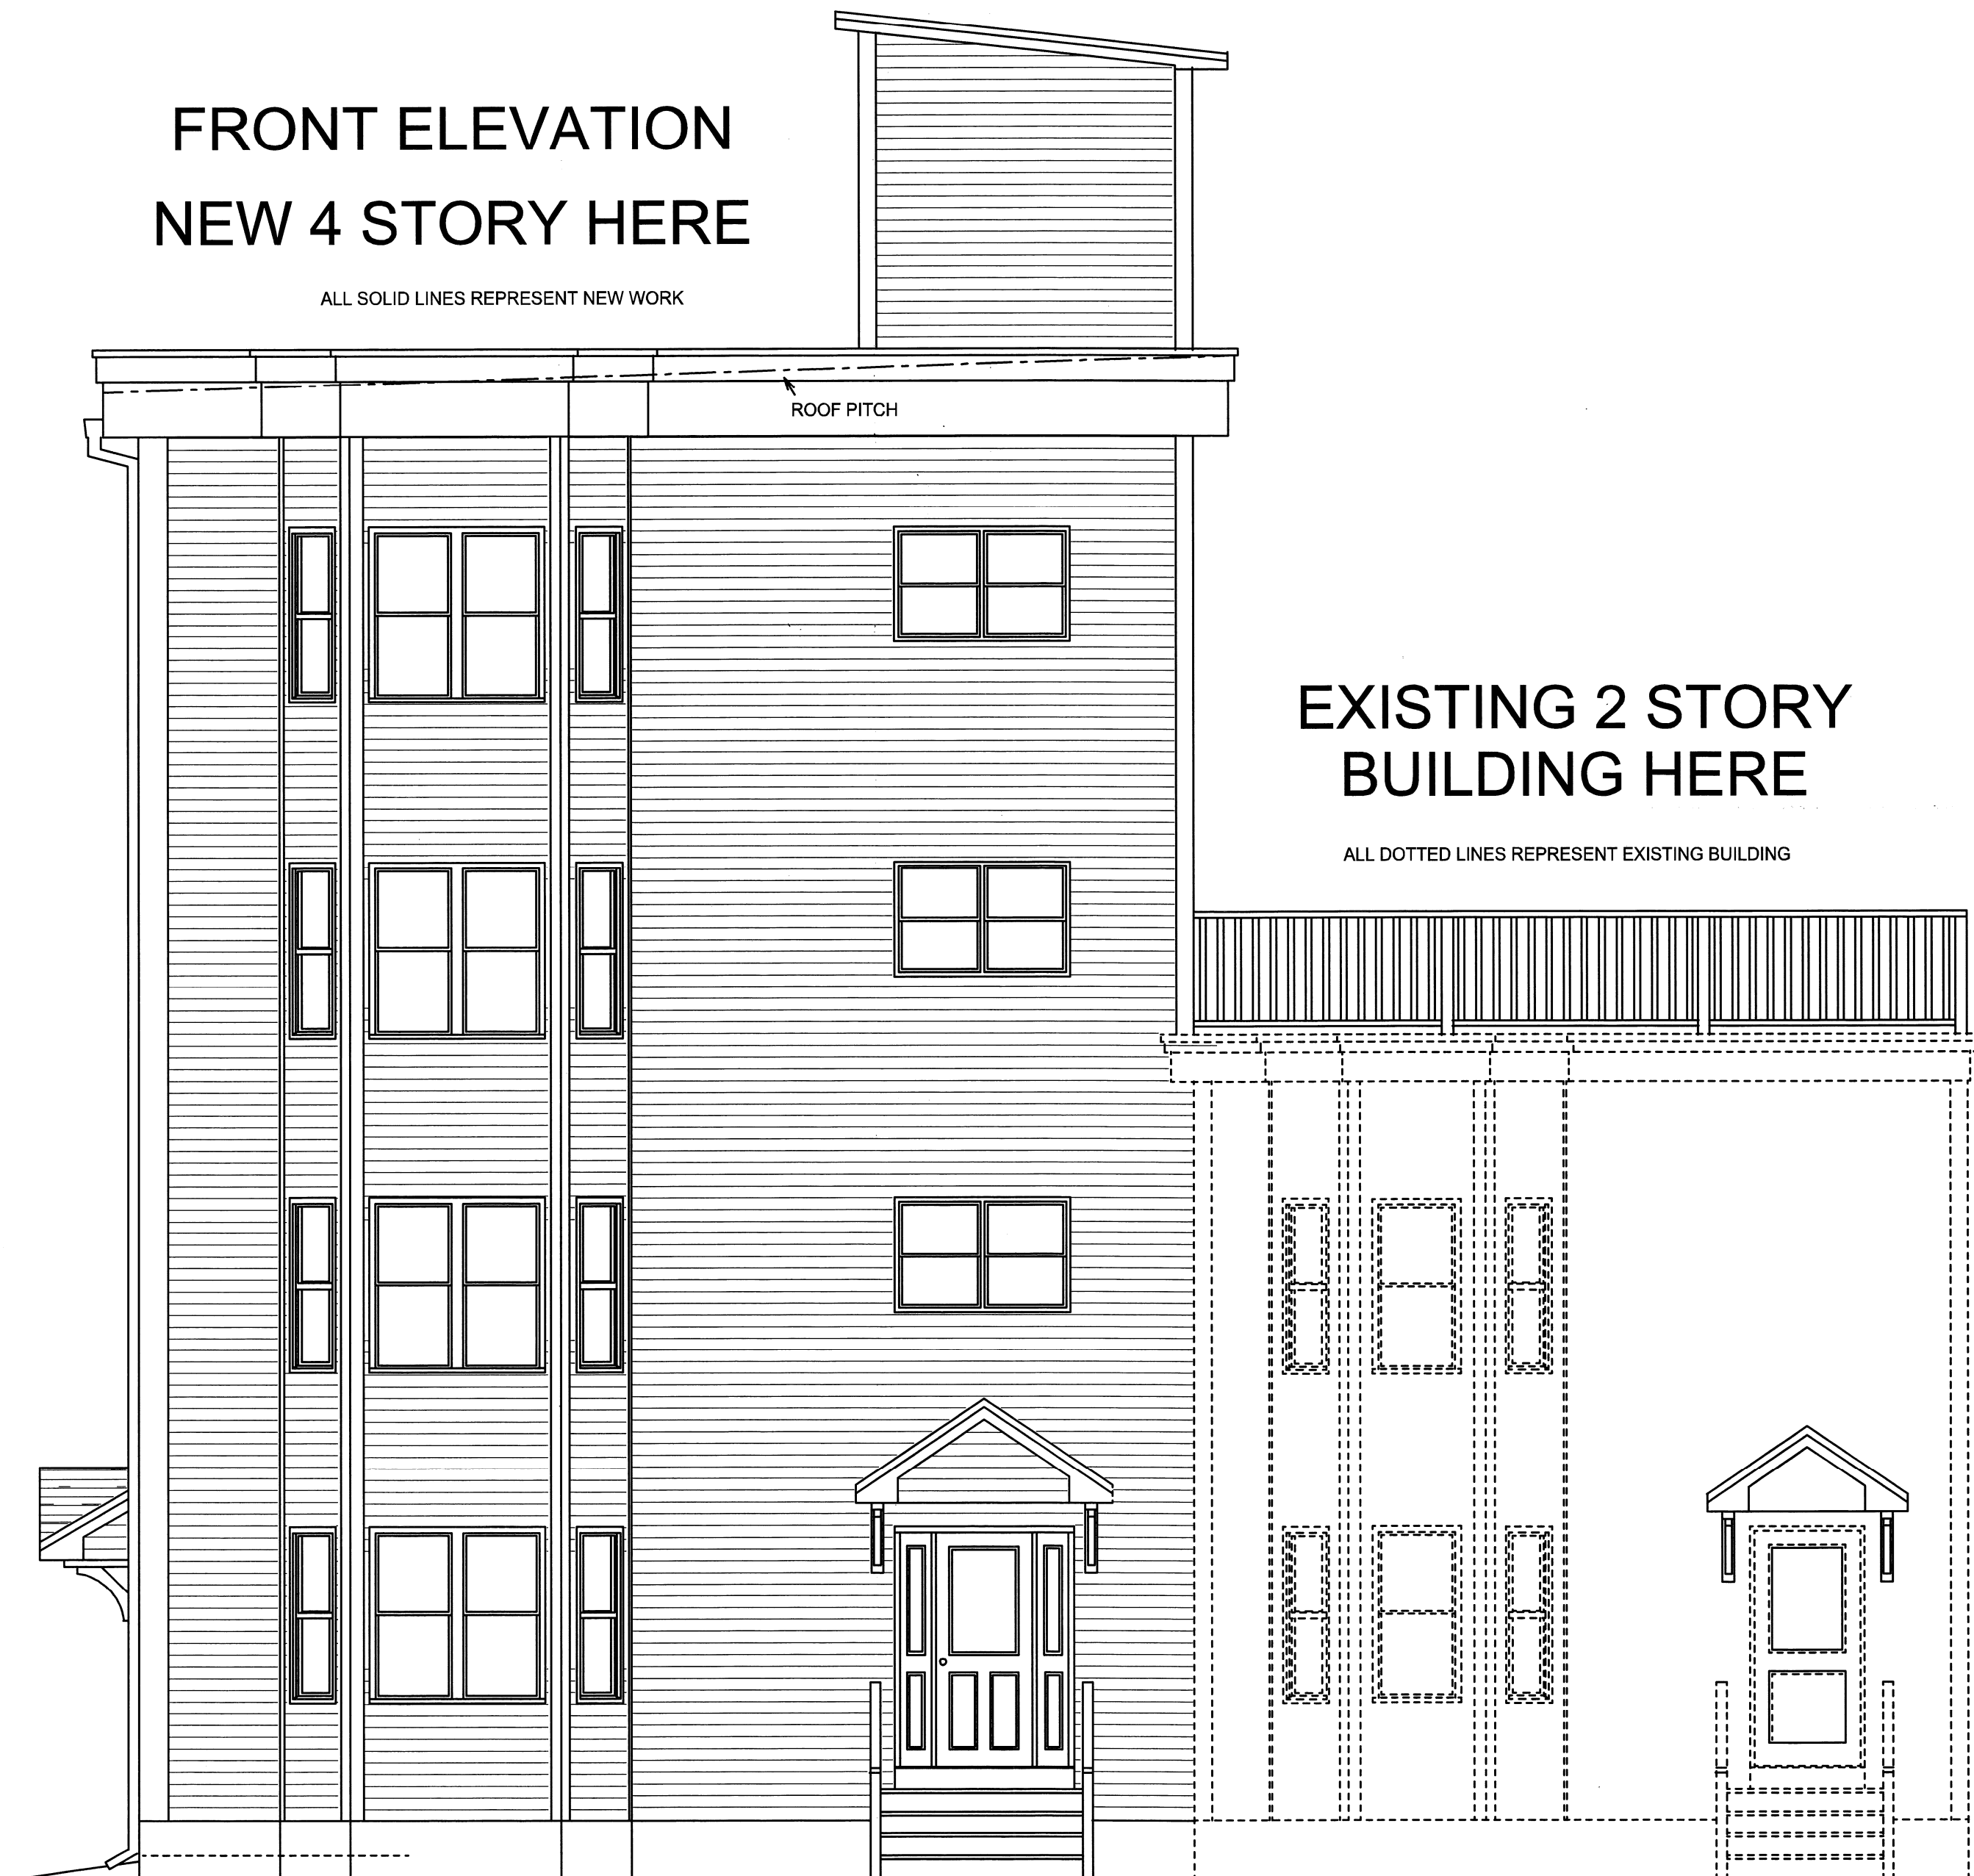 FRONT ELEVATION
NEW 4 STORY HERE
ALL SOLID LINES REPRESENT NEW WORK
ROOF PITCH
EXISTING 2 STORY
BUILDING HERE
ALL DOTTED LINES REPRESENT EXISTING BUILDING